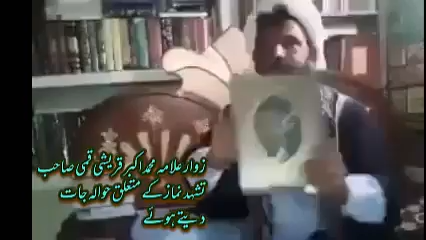 زوار علامہ محمد اکبر قریشی قمی صاحب
تشہد نماز کے متعلق حوالہ جات
دیتے ہوئے